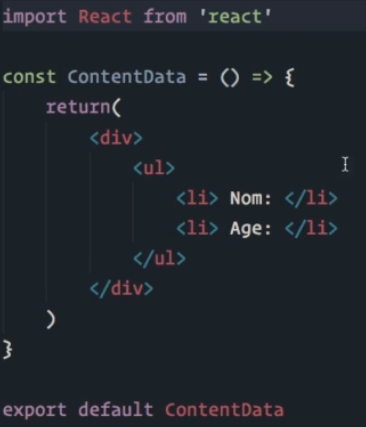 import React from 'react'
const ContentData = () => {
    return(
        <div>
            <ul>
                <li> Nom: </li>
                <li> Age: </li>
            </ul>
        </div>
    )
}
export default ContentData